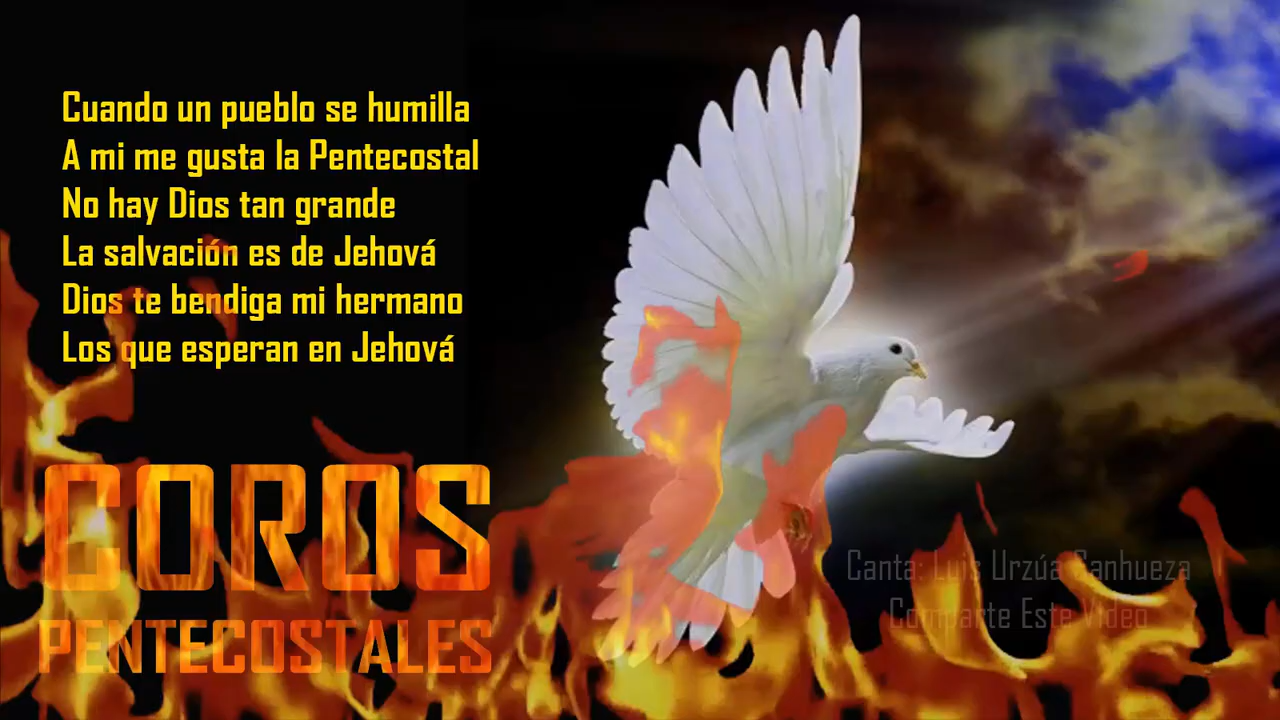 Cuando un pueblo se humilla
A mi me gusta la Pentecostal
No hay Dios tan grande
La salvación es de Jehová
Dios te bendiga mi hermano
Los que esperan en Jehová
COROS
PENTECOSTALES
Canta: Luis Urzúa Sanhueza
Comparte Este Video